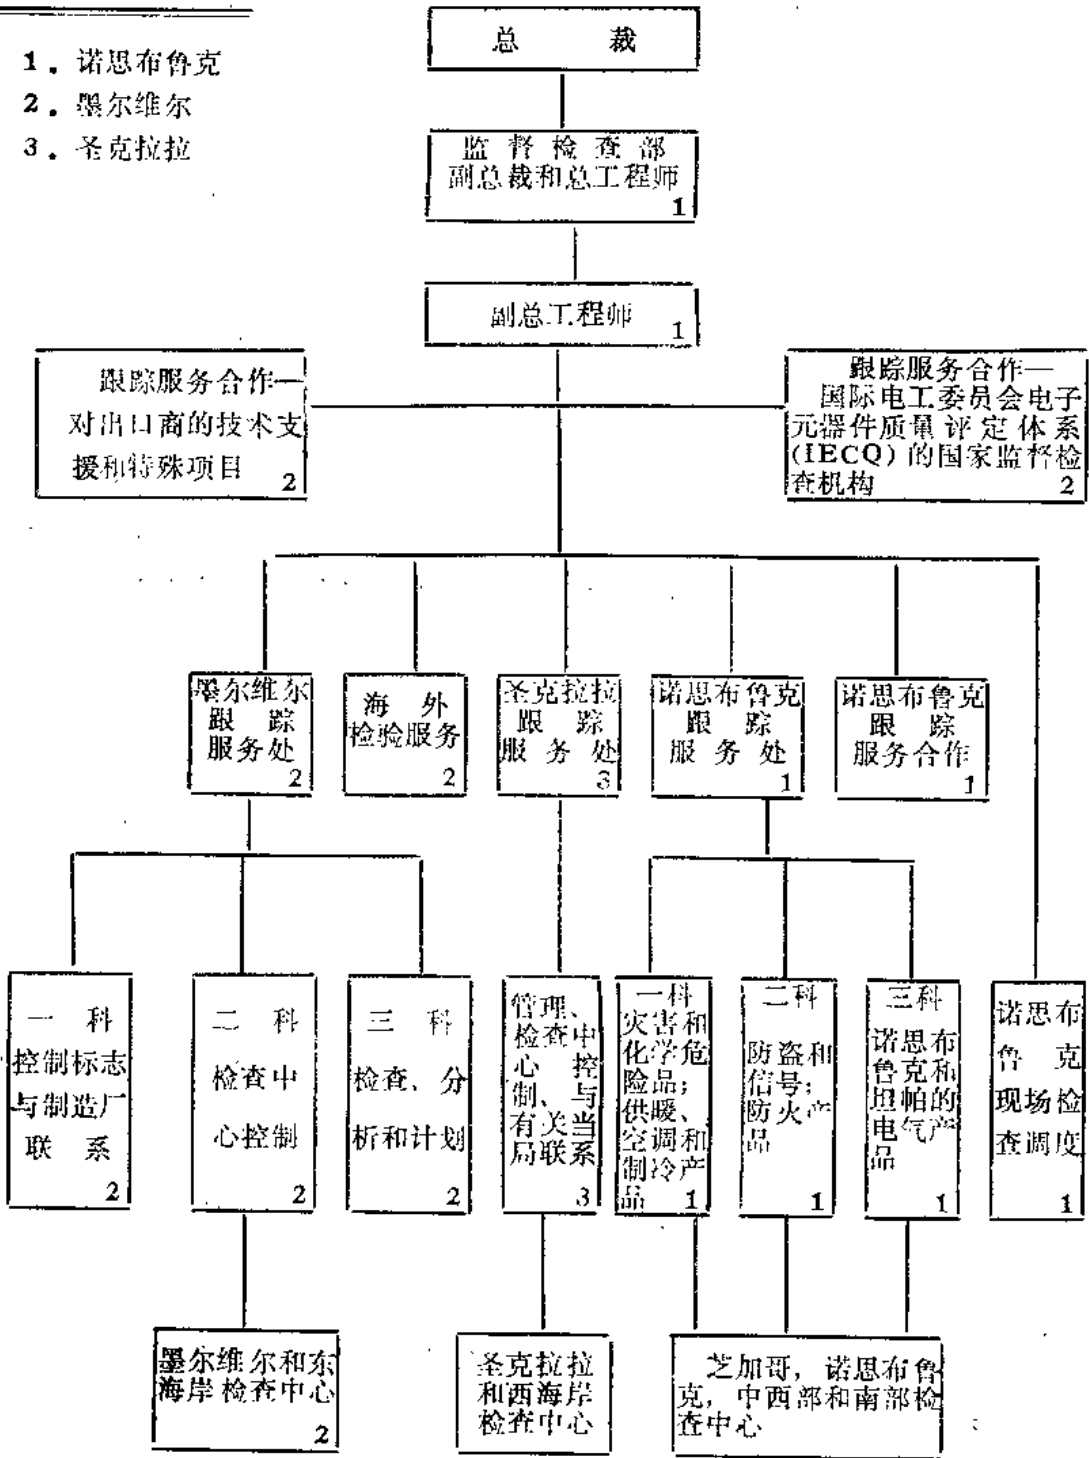 1。诺思布鲁克
2。墨尔维尔
3。圣克拉拉
总 裁
监督检查部
副总裁和总工程师
1
副总工程师
1
跟踪服务合作—
对出口商的技术支
援和特殊项目
2
跟踪服务合作—
国际电工委员会电子
元器件质量评定体系
(IECQ)的国家监督检
查机构
2
墨尔维尔
跟 踪
服务处
2
海 外
检验服务
2
圣克拉拉
跟 踪
服 务 处
3
诺思布鲁克
跟 踪
服 务 处
1
诺思布鲁克
跟 踪
服务合作
1
一 科
控制标志
与制造厂
联 系
2
二 科
检查中
心控制
2
三 科
检查、分
析和计划
2
管理、
检查中
心 控
制、与
有关当
局联系
3
一科
灾害和
化学危
险品;
供暖、
空调和
制冷产
品
1
二科
防盗和
信号;
防火产
品
1
三科
诺思布
鲁克和
坦帕的
电气产
品
1
诺思布
鲁 克
现场检
查调度
1
墨尔维尔和东
海岸检查中心
2
圣克拉拉
和西海岸
检查中心
芝加哥,诺思布鲁
克,中西部和南部检
查中心